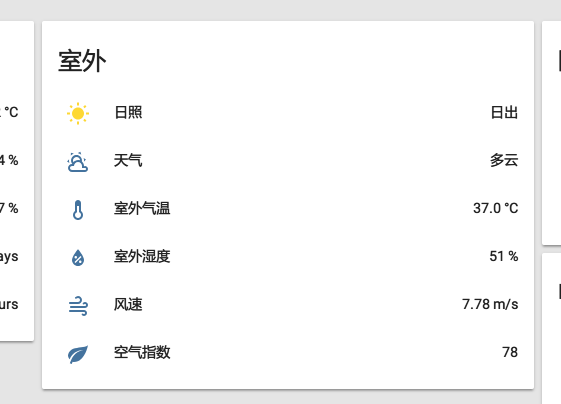 室外
°C
日照 日出
4 %
天气 多云
7 %
室外气温 37.0 °C
ays
室外湿度 51 %
urs
风速 7.78 m/s
空气指数 78